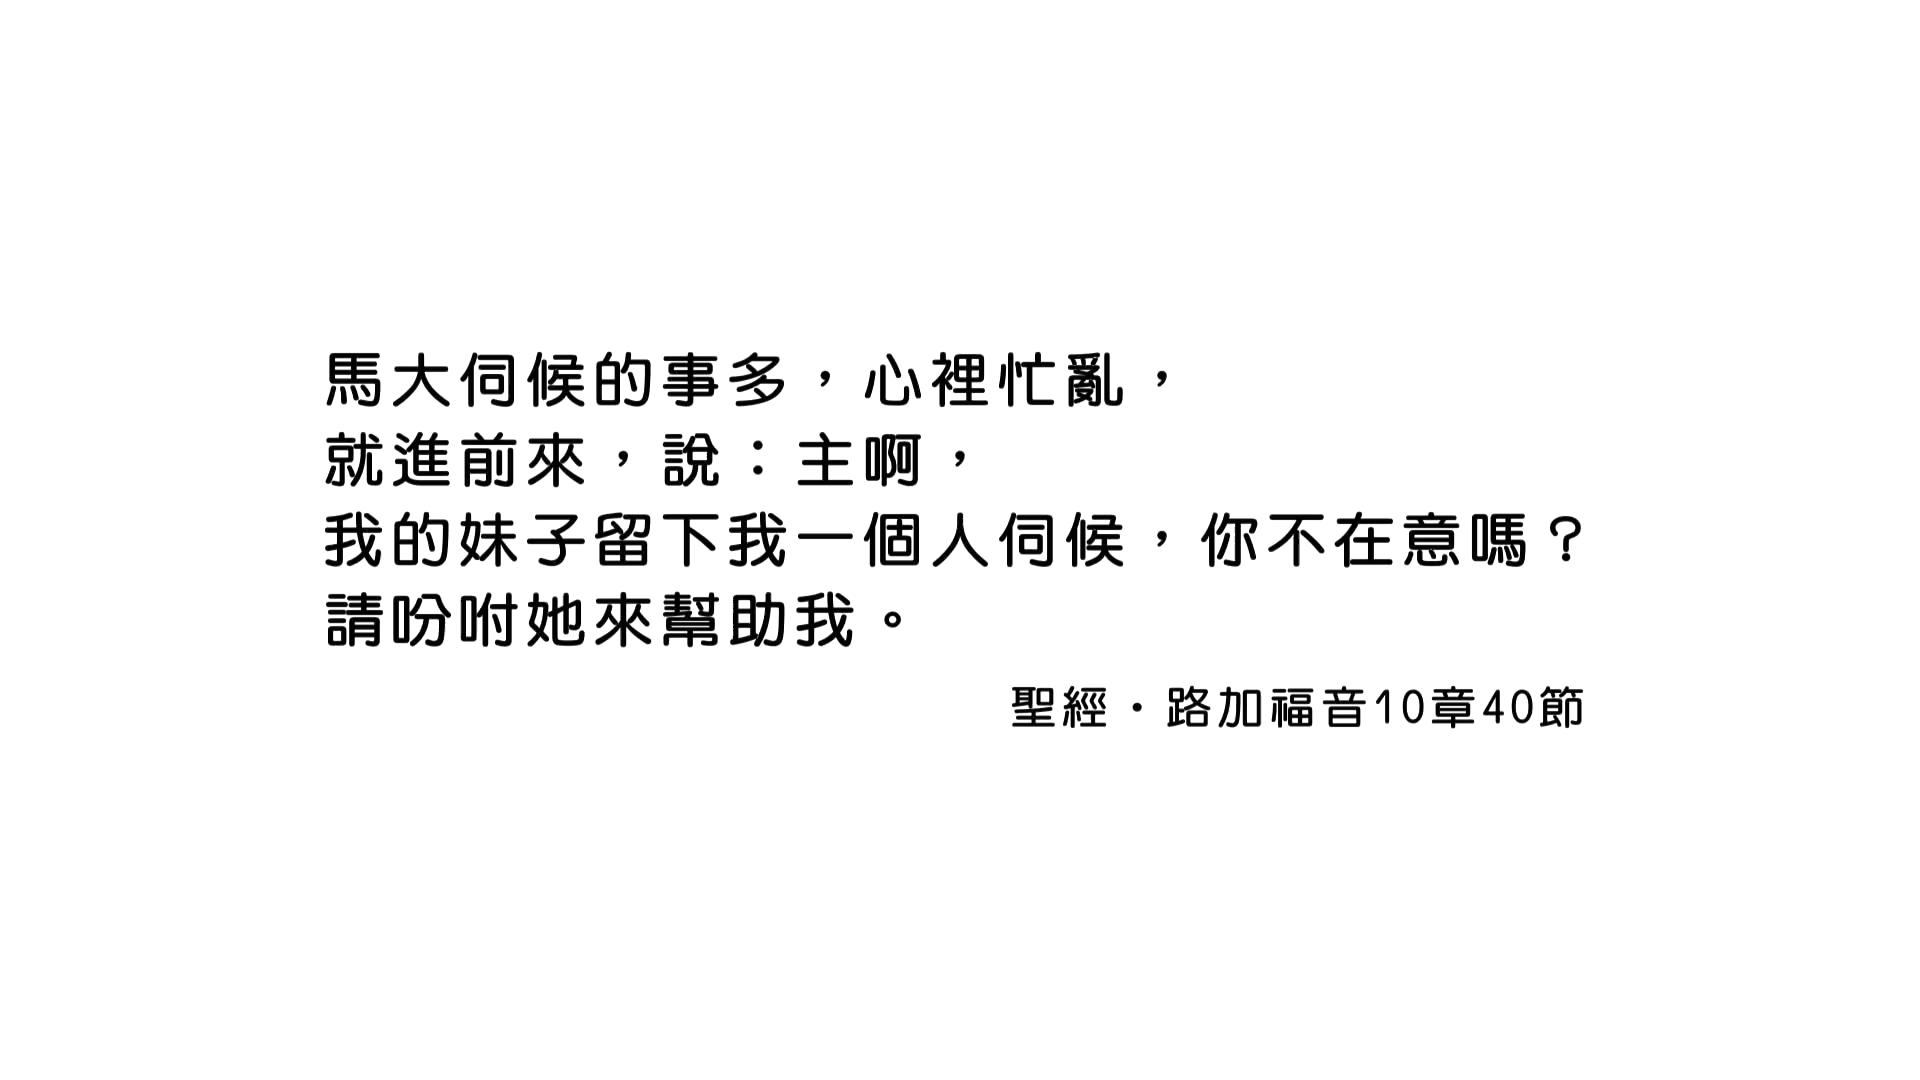 馬大伺候的事多，心裡忙亂，
就進前來，說：主啊，
我的妹子留下我一個人伺候，你不在意嗎？
請吩咐她來幫助我。
聖經・路加福音10章40節